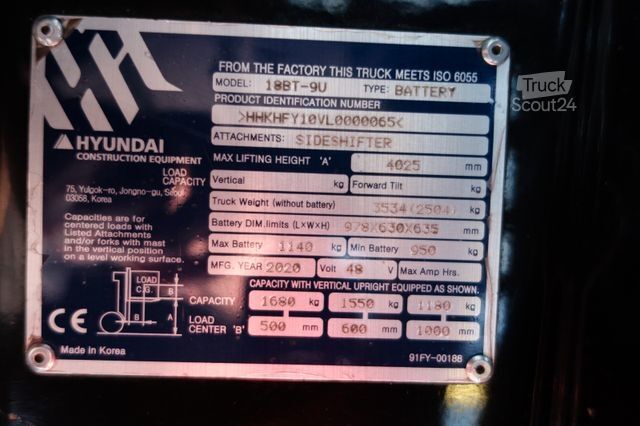 FROM THE FACTORY THIS TRUCK MEETS ISO 6055
MODEL: 18BT-9U TYPE: BATTERY
PRODUCT IDENTIFICATION NUMBER
>HHKHFY10VL0000065<
ATTACHMENTS: SIDESHIFTER
MAX LIFTING HEIGHT 'A' 4025 mm
LOAD CAPACITY Vertical kg Forward Tilt kg
Truck Weight (without battery) 3534(2504) kg
Battery DIM.limits (L×W×H) 978×630×635 mm
Max Battery 1140 kg Min Battery 950 kg
MFG. YEAR 2020 Volt 48 V Max Amp Hrs.
CAPACITY WITH VERTICAL UPRIGHT EQUIPPED AS SHOWN.
CAPACITY 1680 kg 1550 kg 1180 kg
LOAD CENTER 'B' 500 mm 600 mm 1000 mm
HYUNDAI
CONSTRUCTION EQUIPMENT
75, Yulgok-ro, Jongno-gu, Seoul
03058, Korea
Capacities are for
centered loads with
Listed Attachments
and/or forks with mast
in the vertical position
on a level working surface.
LOAD
C.G.
B
B
A
CE
Made in Korea
91FY-00188
Truck
Scout24